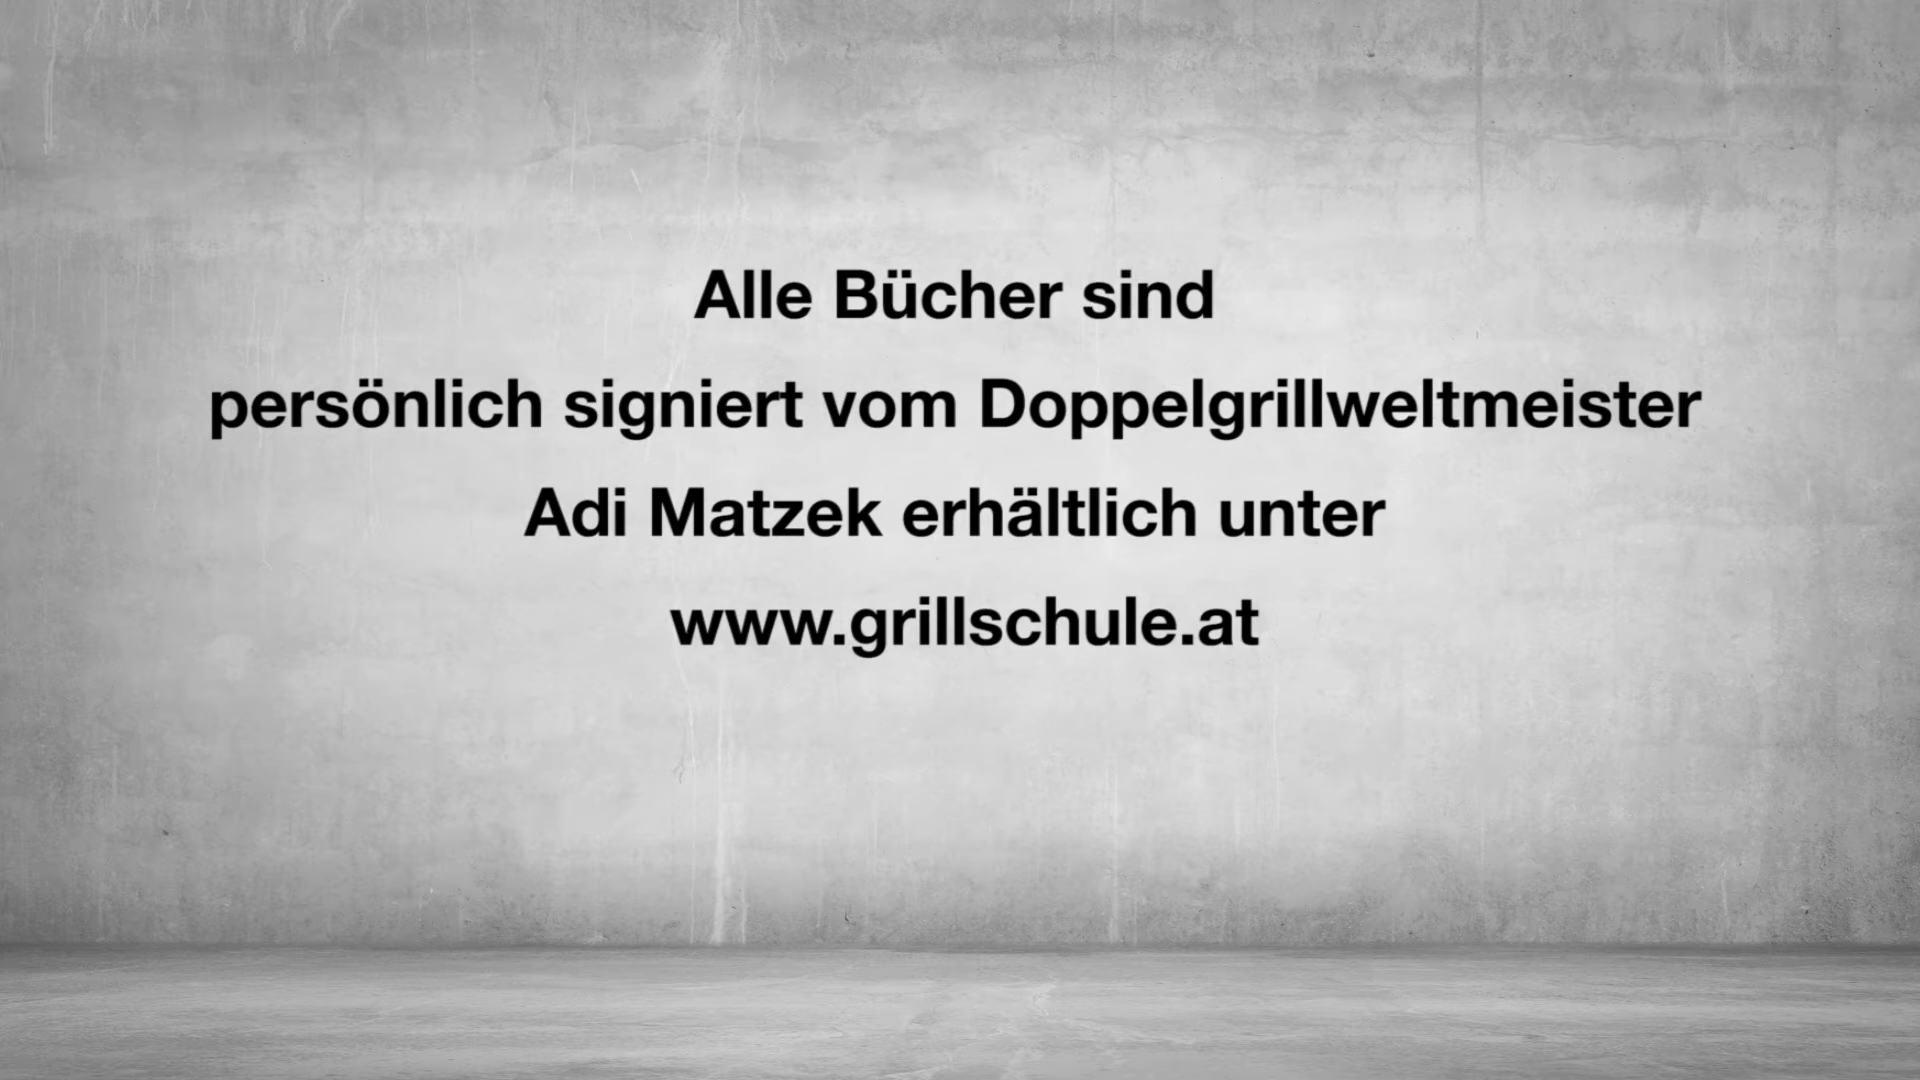 Alle Bücher sind
persönlich signiert vom Doppelgrillweltmeister
Adi Matzek erhältlich unter
www.grillschule.at